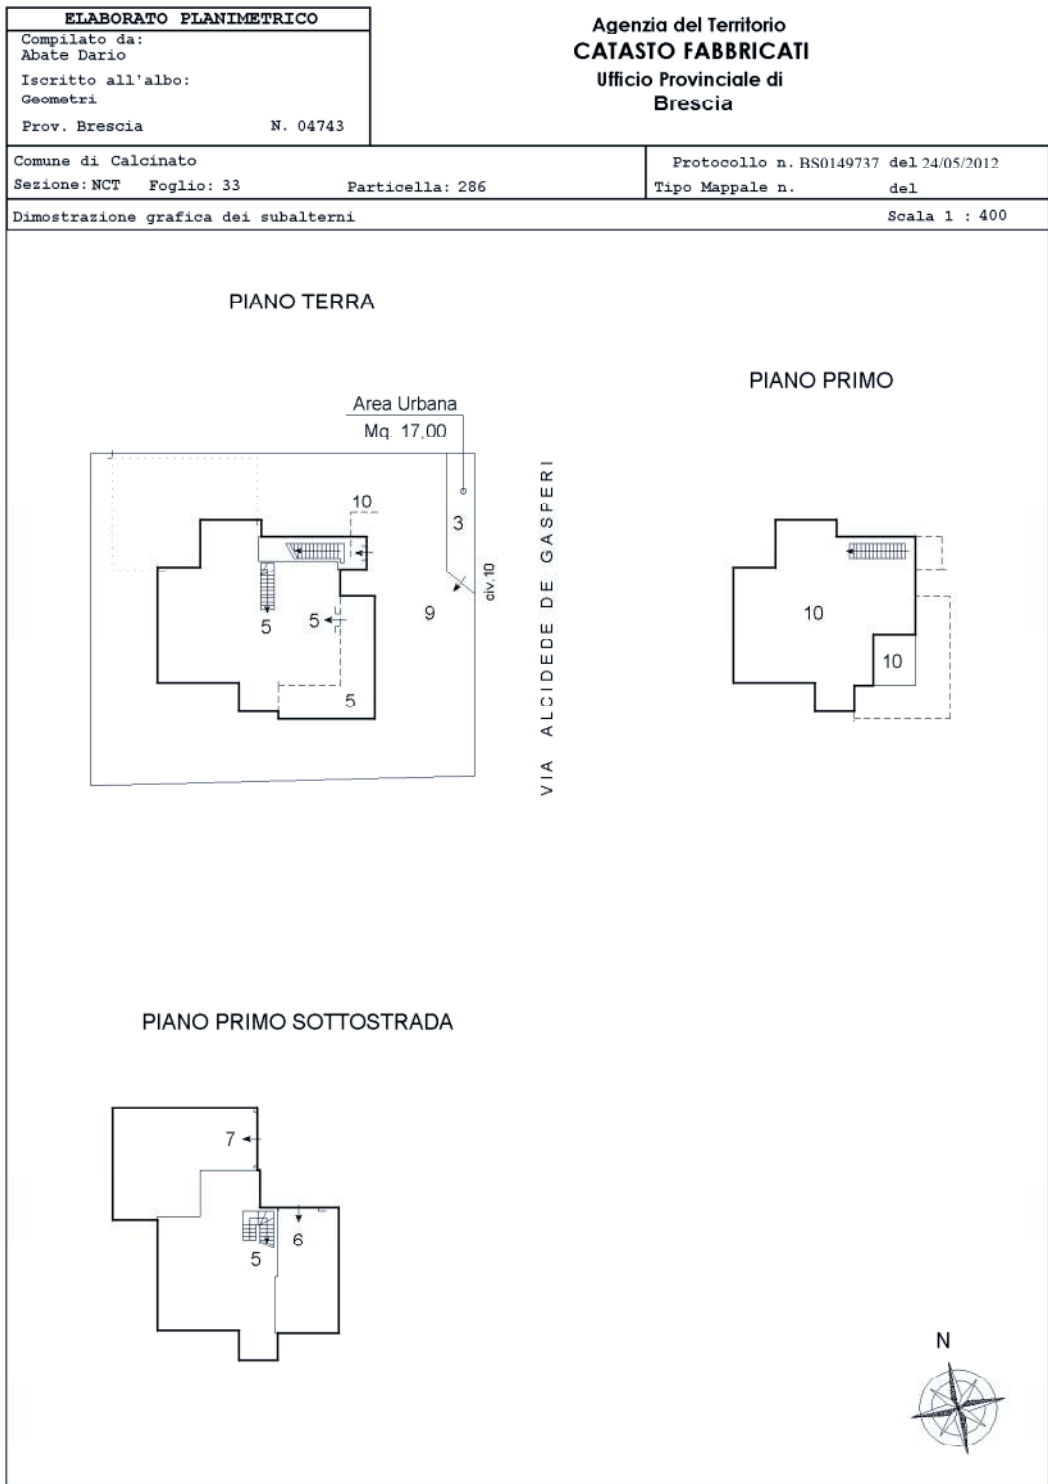 ELABORATO PLANIMETRICO
Compilato da:
Abate Dario
Iscritto all'albo:
Geometri
Prov. Brescia N. 04743
Agenzia del Territorio
CATASTO FABBRICATI
Ufficio Provinciale di
Brescia
Comune di Calcinato
Sezione: NCT Foglio: 33 Particella: 286
Protocollo n. BS0149737 del 24/05/2012
Tipo Mappale n. del
Dimostrazione grafica dei subalterni Scala 1 : 400
PIANO TERRA
Area Urbana
Mq. 17,00
10
3
civ.10
9
5
5
5
VIA ALCIDEDE DE GASPERI
PIANO PRIMO
10
10
PIANO PRIMO SOTTOSTRADA
7
5
6
N